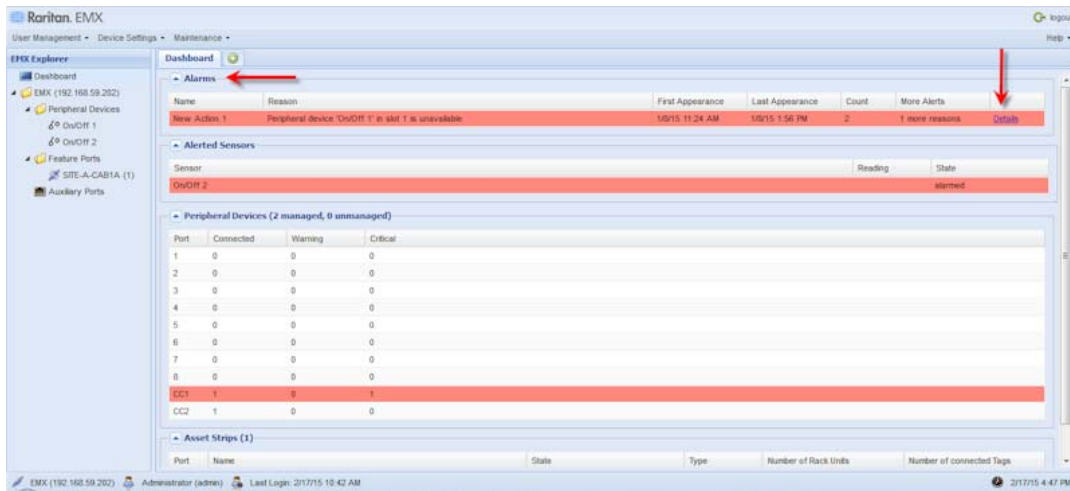 Raritan. EMX
logout
User Management Device Settings Maintenance Help
EMX Explorer
Dashboard
EMX (192.168.59.202)
Peripheral Devices
On/Off 1
On/Off 2
Feature Ports
SITE-A-CAB1A (1)
Auxiliary Ports
Dashboard
Alarms
Name Reason First Appearance Last Appearance Count More Alerts
New Action 1 Peripheral device 'On/Off 1' in slot 1 is unavailable 11:24 AM 1:56 PM 2 1 more reasons Details
Alerted Sensors
Sensor Reading State
On/Off 2 alarmed
Peripheral Devices (2 managed, 0 unmanaged)
Port Connected Warning Critical
1 0 0 0
2 0 0 0
3 0 0 0
4 0 0 0
5 0 0 0
6 0 0 0
7 0 0 0
8 0 0 0
CC1 1 0 1
CC2 1 0 0
Asset Strips (1)
Port Name State Type Number of Rack Units Number of connected Tags
EMX (192.168.59.202) Administrator (admin) Last Login: 2/17/15 10:42 AM 2/17/15 4:47 PM